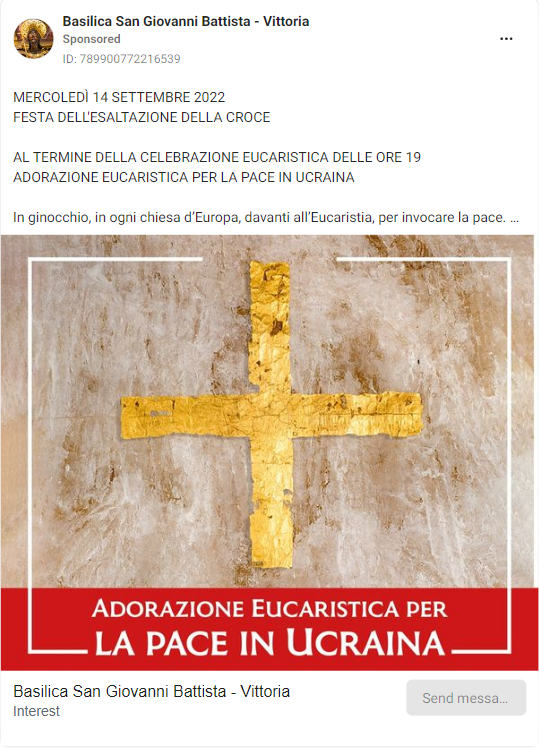 Basilica San Giovanni Battista - Vittoria
Sponsored
ID: 789900772216539
MERCOLEDÌ 14 SETTEMBRE 2022
FESTA DELL'ESALTAZIONE DELLA CROCE
AL TERMINE DELLA CELEBRAZIONE EUCARISTICA DELLE ORE 19
ADORAZIONE EUCARISTICA PER LA PACE IN UCRAINA
In ginocchio, in ogni chiesa d’Europa, davanti all’Eucaristia, per invocare la pace. ...
ADORAZIONE EUCARISTICA PER
LA PACE IN UCRAINA
Basilica San Giovanni Battista - Vittoria
Interest
Send messa...